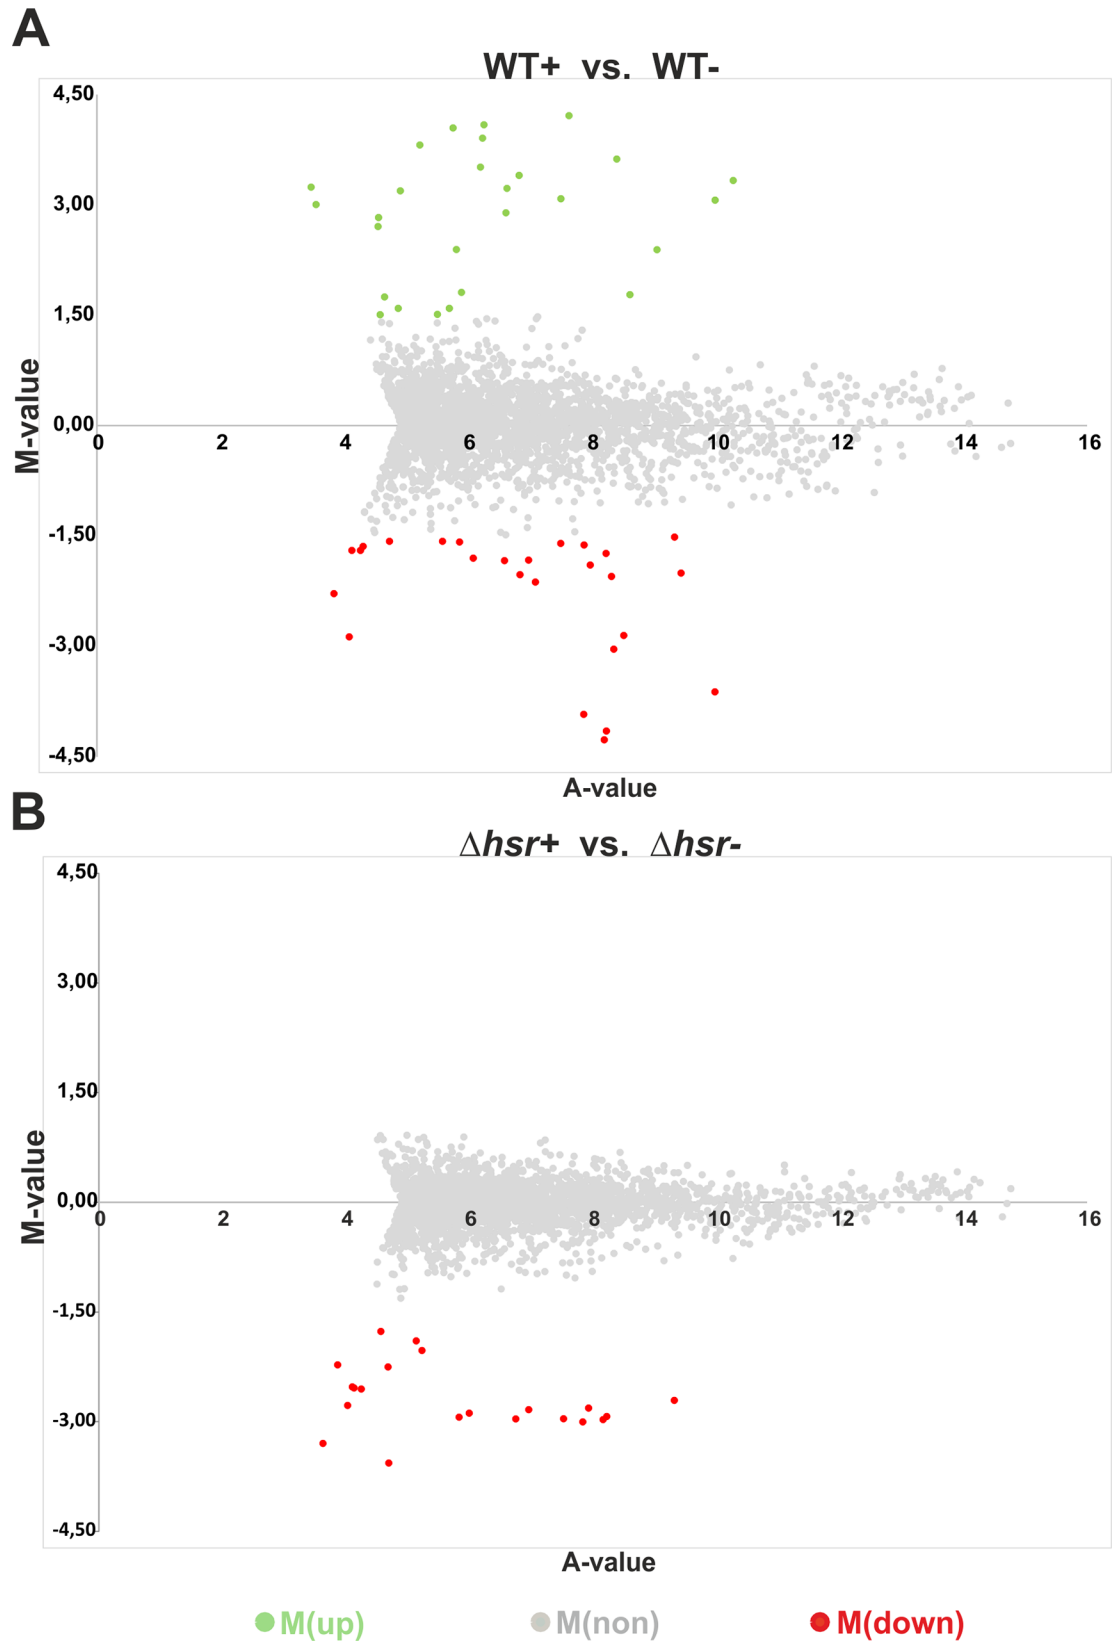 A
WT+ vs. WT-
4,50
3,00
1,50
0,00
-1,50
-3,00
-4,50
M-value
0 2 4 6 8 10 12 14 16
A-value
B
Δhsr+ vs. Δhsr-
4,50
3,00
1,50
0,00
-1,50
-3,00
-4,50
M-value
0 2 4 6 8 10 12 14 16
A-value
M(up) M(non) M(down)